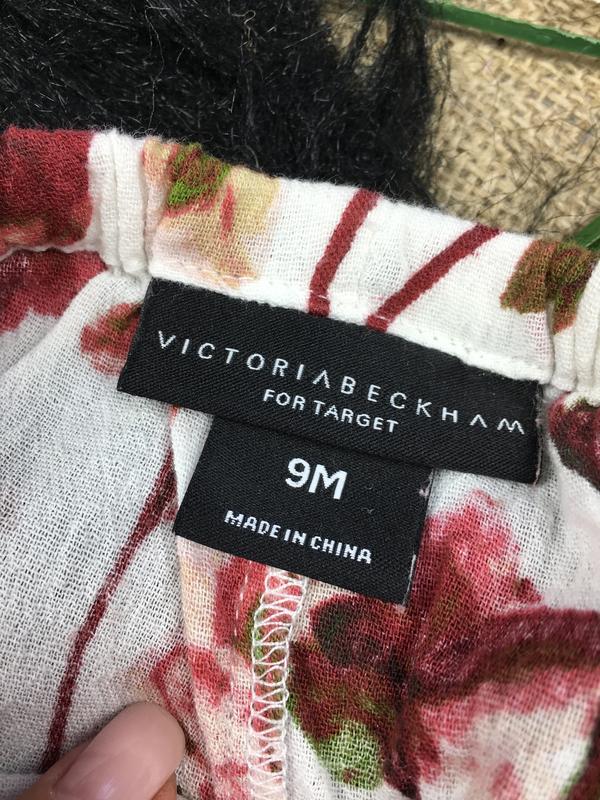 VICTORIABECKHAM
FOR TARGET
9M
MADE IN CHINA